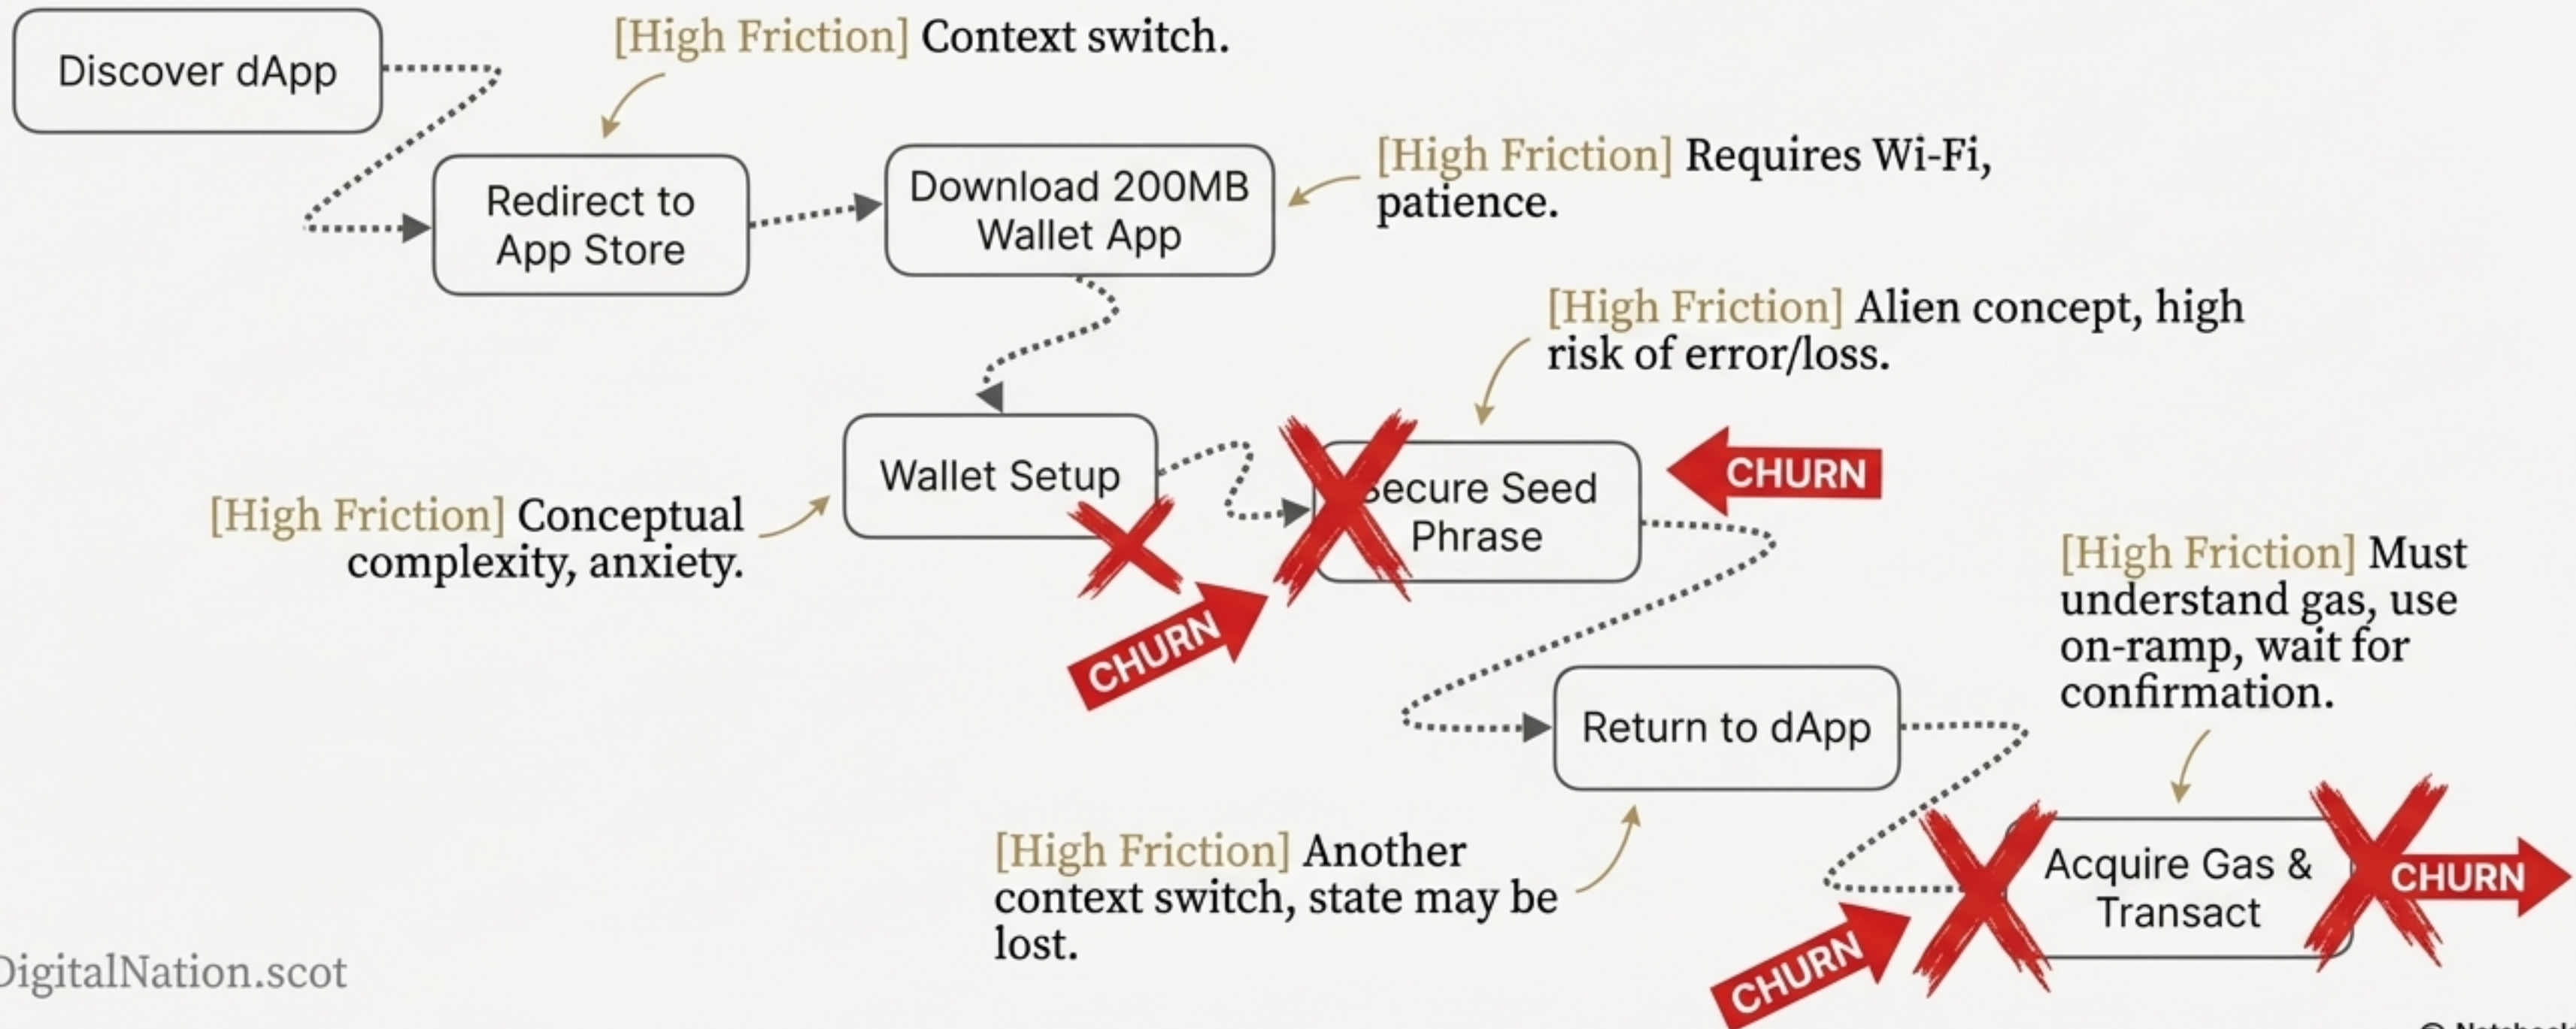 Discover dApp
[High Friction] Context switch.
Redirect to
App Store
Download 200MB
Wallet App
[High Friction] Requires Wi-Fi,
patience.
[High Friction] Alien concept, high
risk of error/loss.
Wallet Setup
[High Friction] Conceptual
complexity, anxiety.
Secure Seed
Phrase
CHURN
CHURN
[High Friction] Must
understand gas, use
on-ramp, wait for
confirmation.
Return to dApp
[High Friction] Another
context switch, state may be
lost.
Acquire Gas &
Transact
CHURN
CHURN
DigitalNation.scot